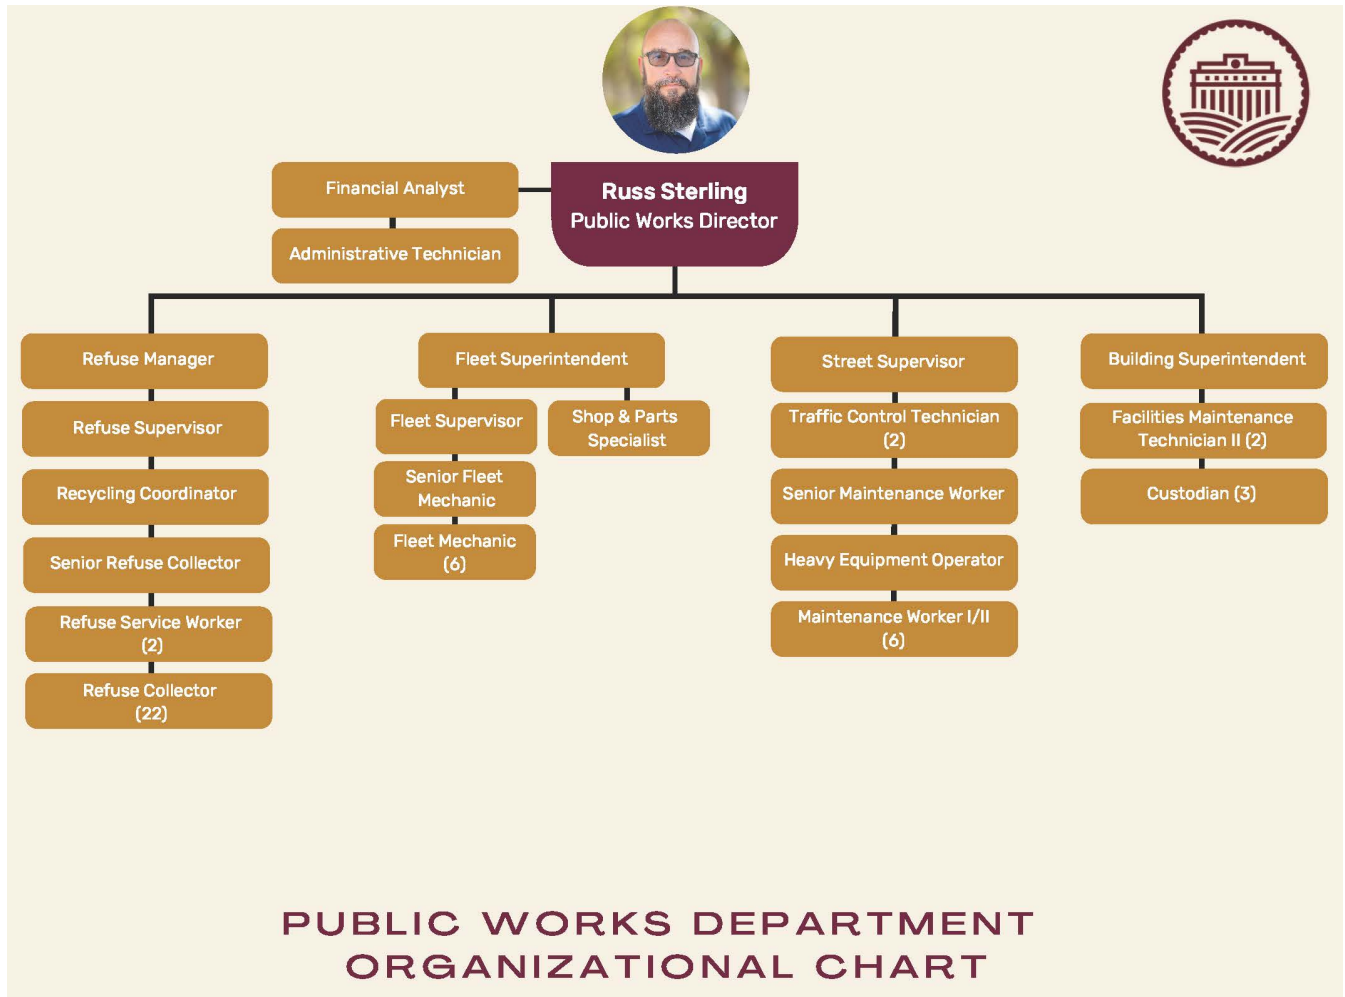 Russ Sterling
Public Works Director
Financial Analyst
Administrative Technician
Refuse Manager
Refuse Supervisor
Recycling Coordinator
Senior Refuse Collector
Refuse Service Worker
(2)
Refuse Collector
(22)
Fleet Superintendent
Fleet Supervisor
Senior Fleet
Mechanic
Fleet Mechanic
(6)
Shop & Parts
Specialist
Street Supervisor
Traffic Control Technician
(2)
Senior Maintenance Worker
Heavy Equipment Operator
Maintenance Worker I/II
(6)
Building Superintendent
Facilities Maintenance
Technician II (2)
Custodian (3)
PUBLIC WORKS DEPARTMENT
ORGANIZATIONAL CHART